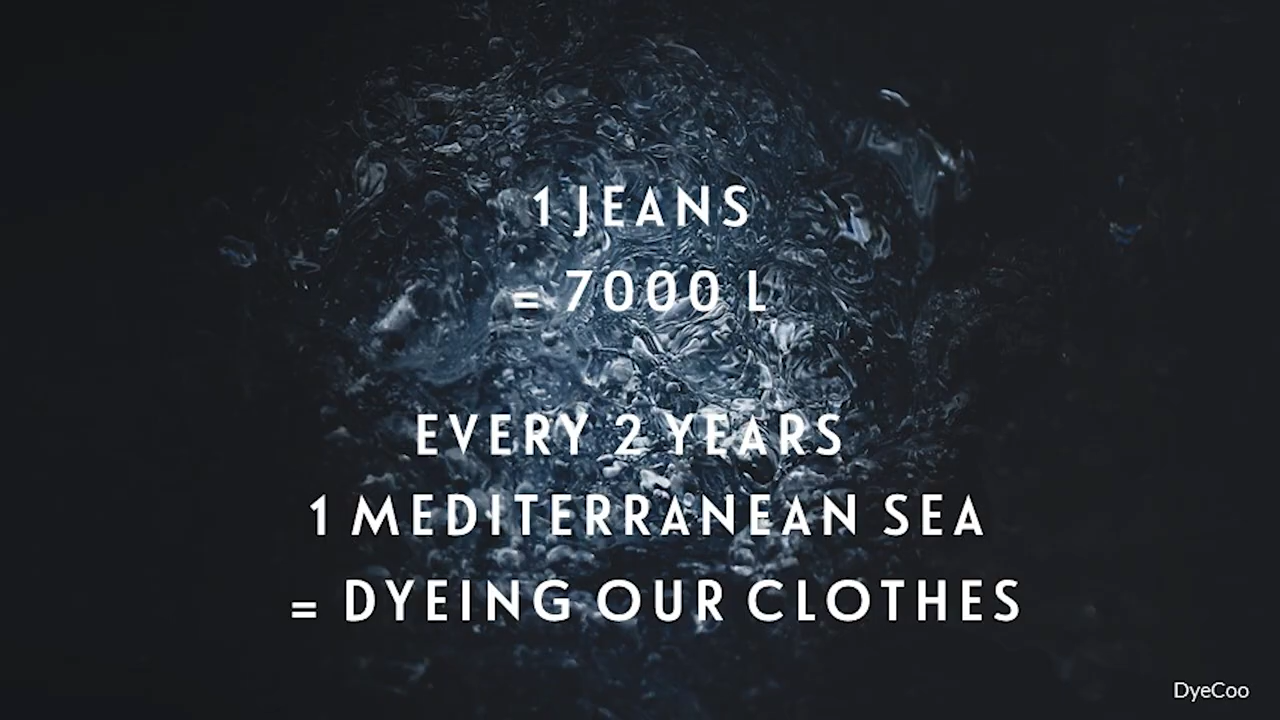 1 JEANS
= 7000 L
EVERY 2 YEARS
1 MEDITERRANEAN SEA
= DYEING OUR CLOTHES
DyeCoo